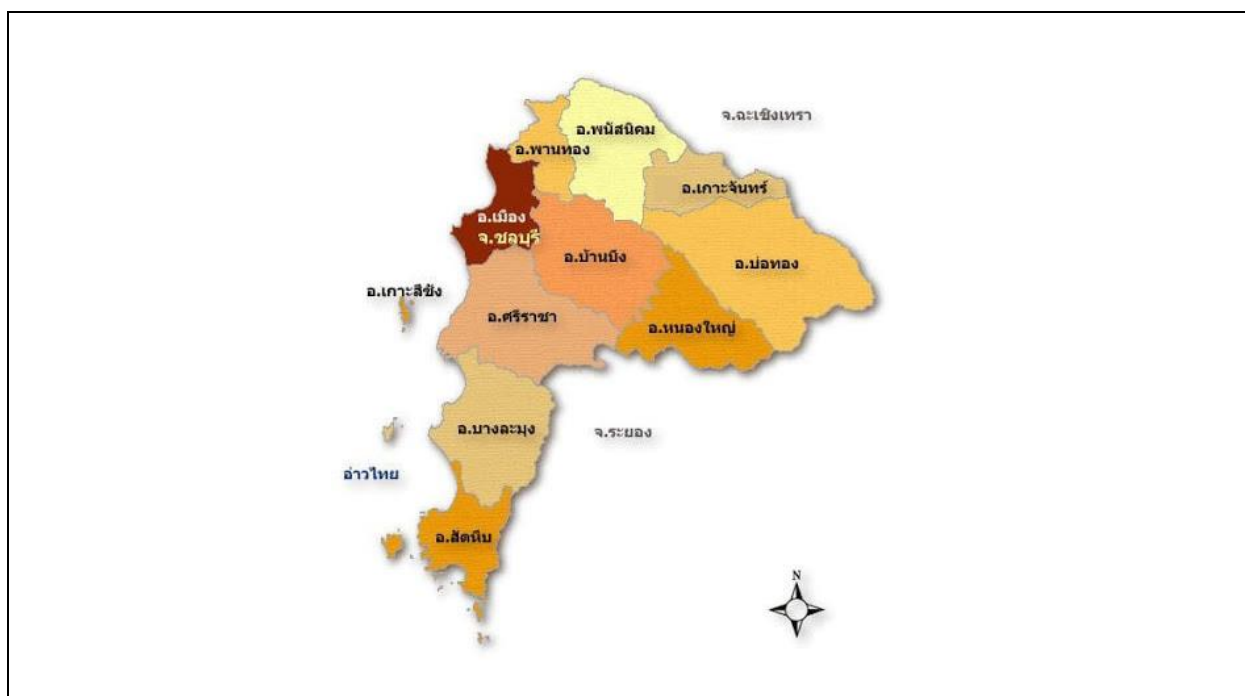 จ.ฉะเชิงเทรา
อ.พนัสนิคม
อ.พานทอง
อ.เกาะจันทร์
อ.เมือง
จ.ชลบุรี
อ.บ้านบึง
อ.บ่อทอง
อ.เกาะสีชัง
อ.ศรีราชา
อ.หนองใหญ่
อ.บางละมุง
จ.ระยอง
อ่าวไทย
อ.สัตหีบ
N